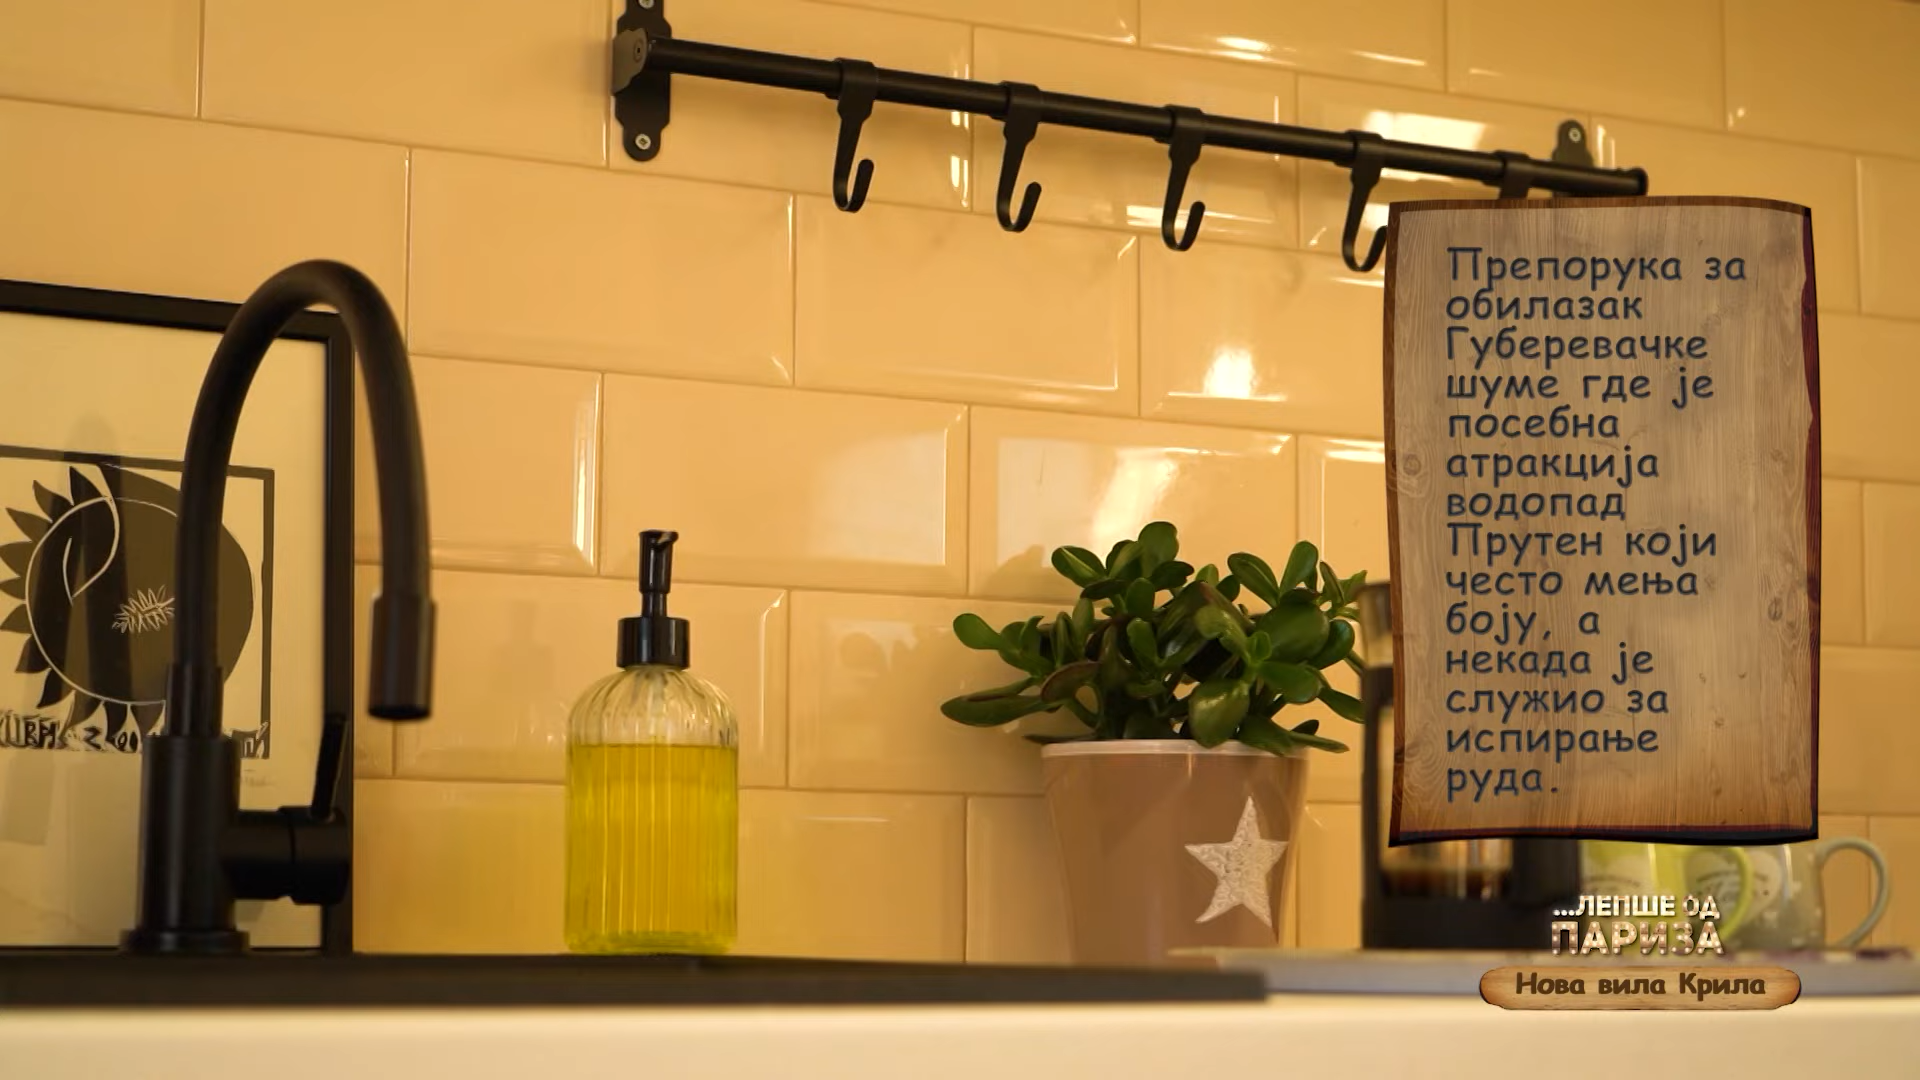 Препорука за
обилазак
Губеревачке
шуме где је
посебна
атракција
водопад
Прутен који
често мења
боју, а
некада је
служио за
испирање
руда.
...ЛЕПШЕ ОД
ПАРИЗА
Нова вила Крила